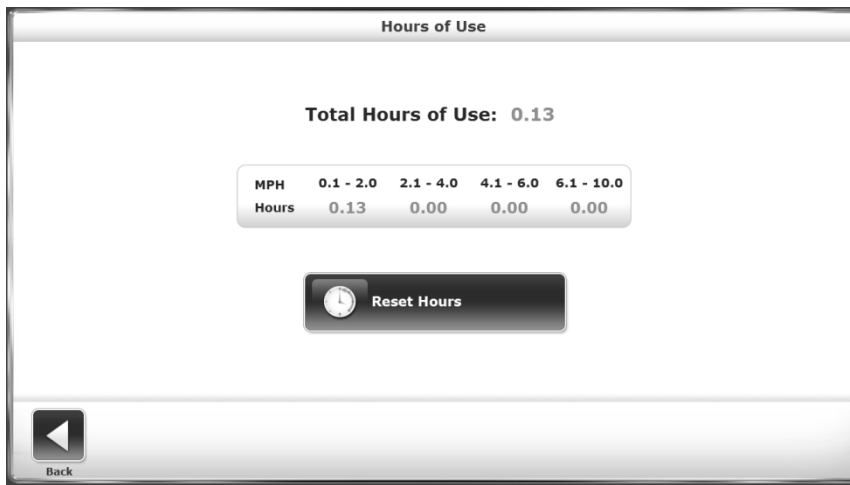 Hours of Use
Total Hours of Use: 0.13
MPH 0.1 - 2.0 2.1 - 4.0 4.1 - 6.0 6.1 - 10.0
Hours 0.13 0.00 0.00 0.00
Reset Hours
Back